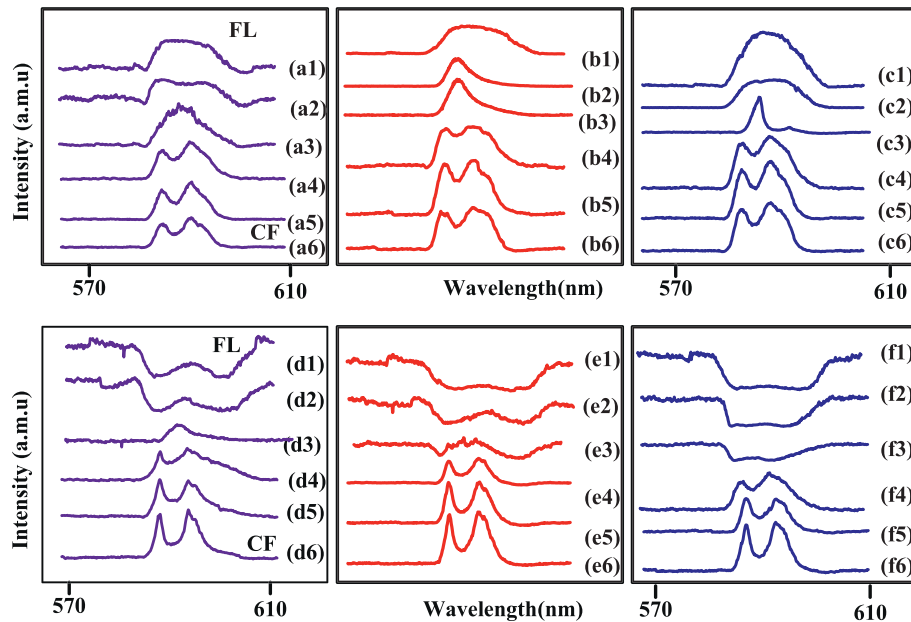 Intensity (a.m.u)
FL
(a1)
(a2)
(a3)
(a4)
(a5)
CF
(a6)
(b1)
(b2)
(b3)
(b4)
(b5)
(b6)
(c1)
(c2)
(c3)
(c4)
(c5)
(c6)
570
610
Wavelength(nm)
570
610
Intensity (a.m.u)
FL
(d1)
(d2)
(d3)
(d4)
(d5)
CF
(d6)
(e1)
(e2)
(e3)
(e4)
(e5)
(e6)
(f1)
(f2)
(f3)
(f4)
(f5)
(f6)
570
610
Wavelength(nm)
570
610